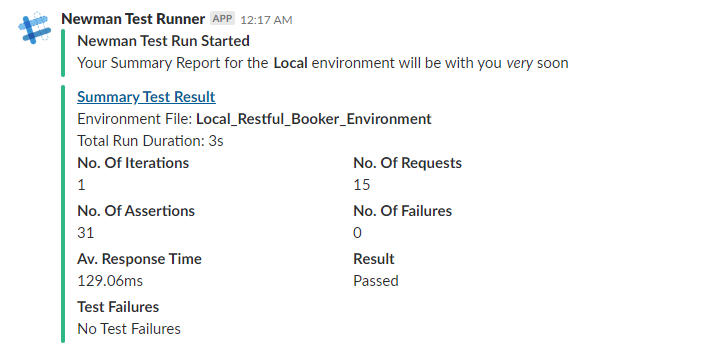 Newman Test Runner APP 12:17 AM
Newman Test Run Started
Your Summary Report for the Local environment will be with you very soon
Summary Test Result
Environment File: Local_Restful_Booker_Environment
Total Run Duration: 3s
No. Of Iterations No. Of Requests
1 15
No. Of Assertions No. Of Failures
31 0
Av. Response Time Result
129.06ms Passed
Test Failures
No Test Failures